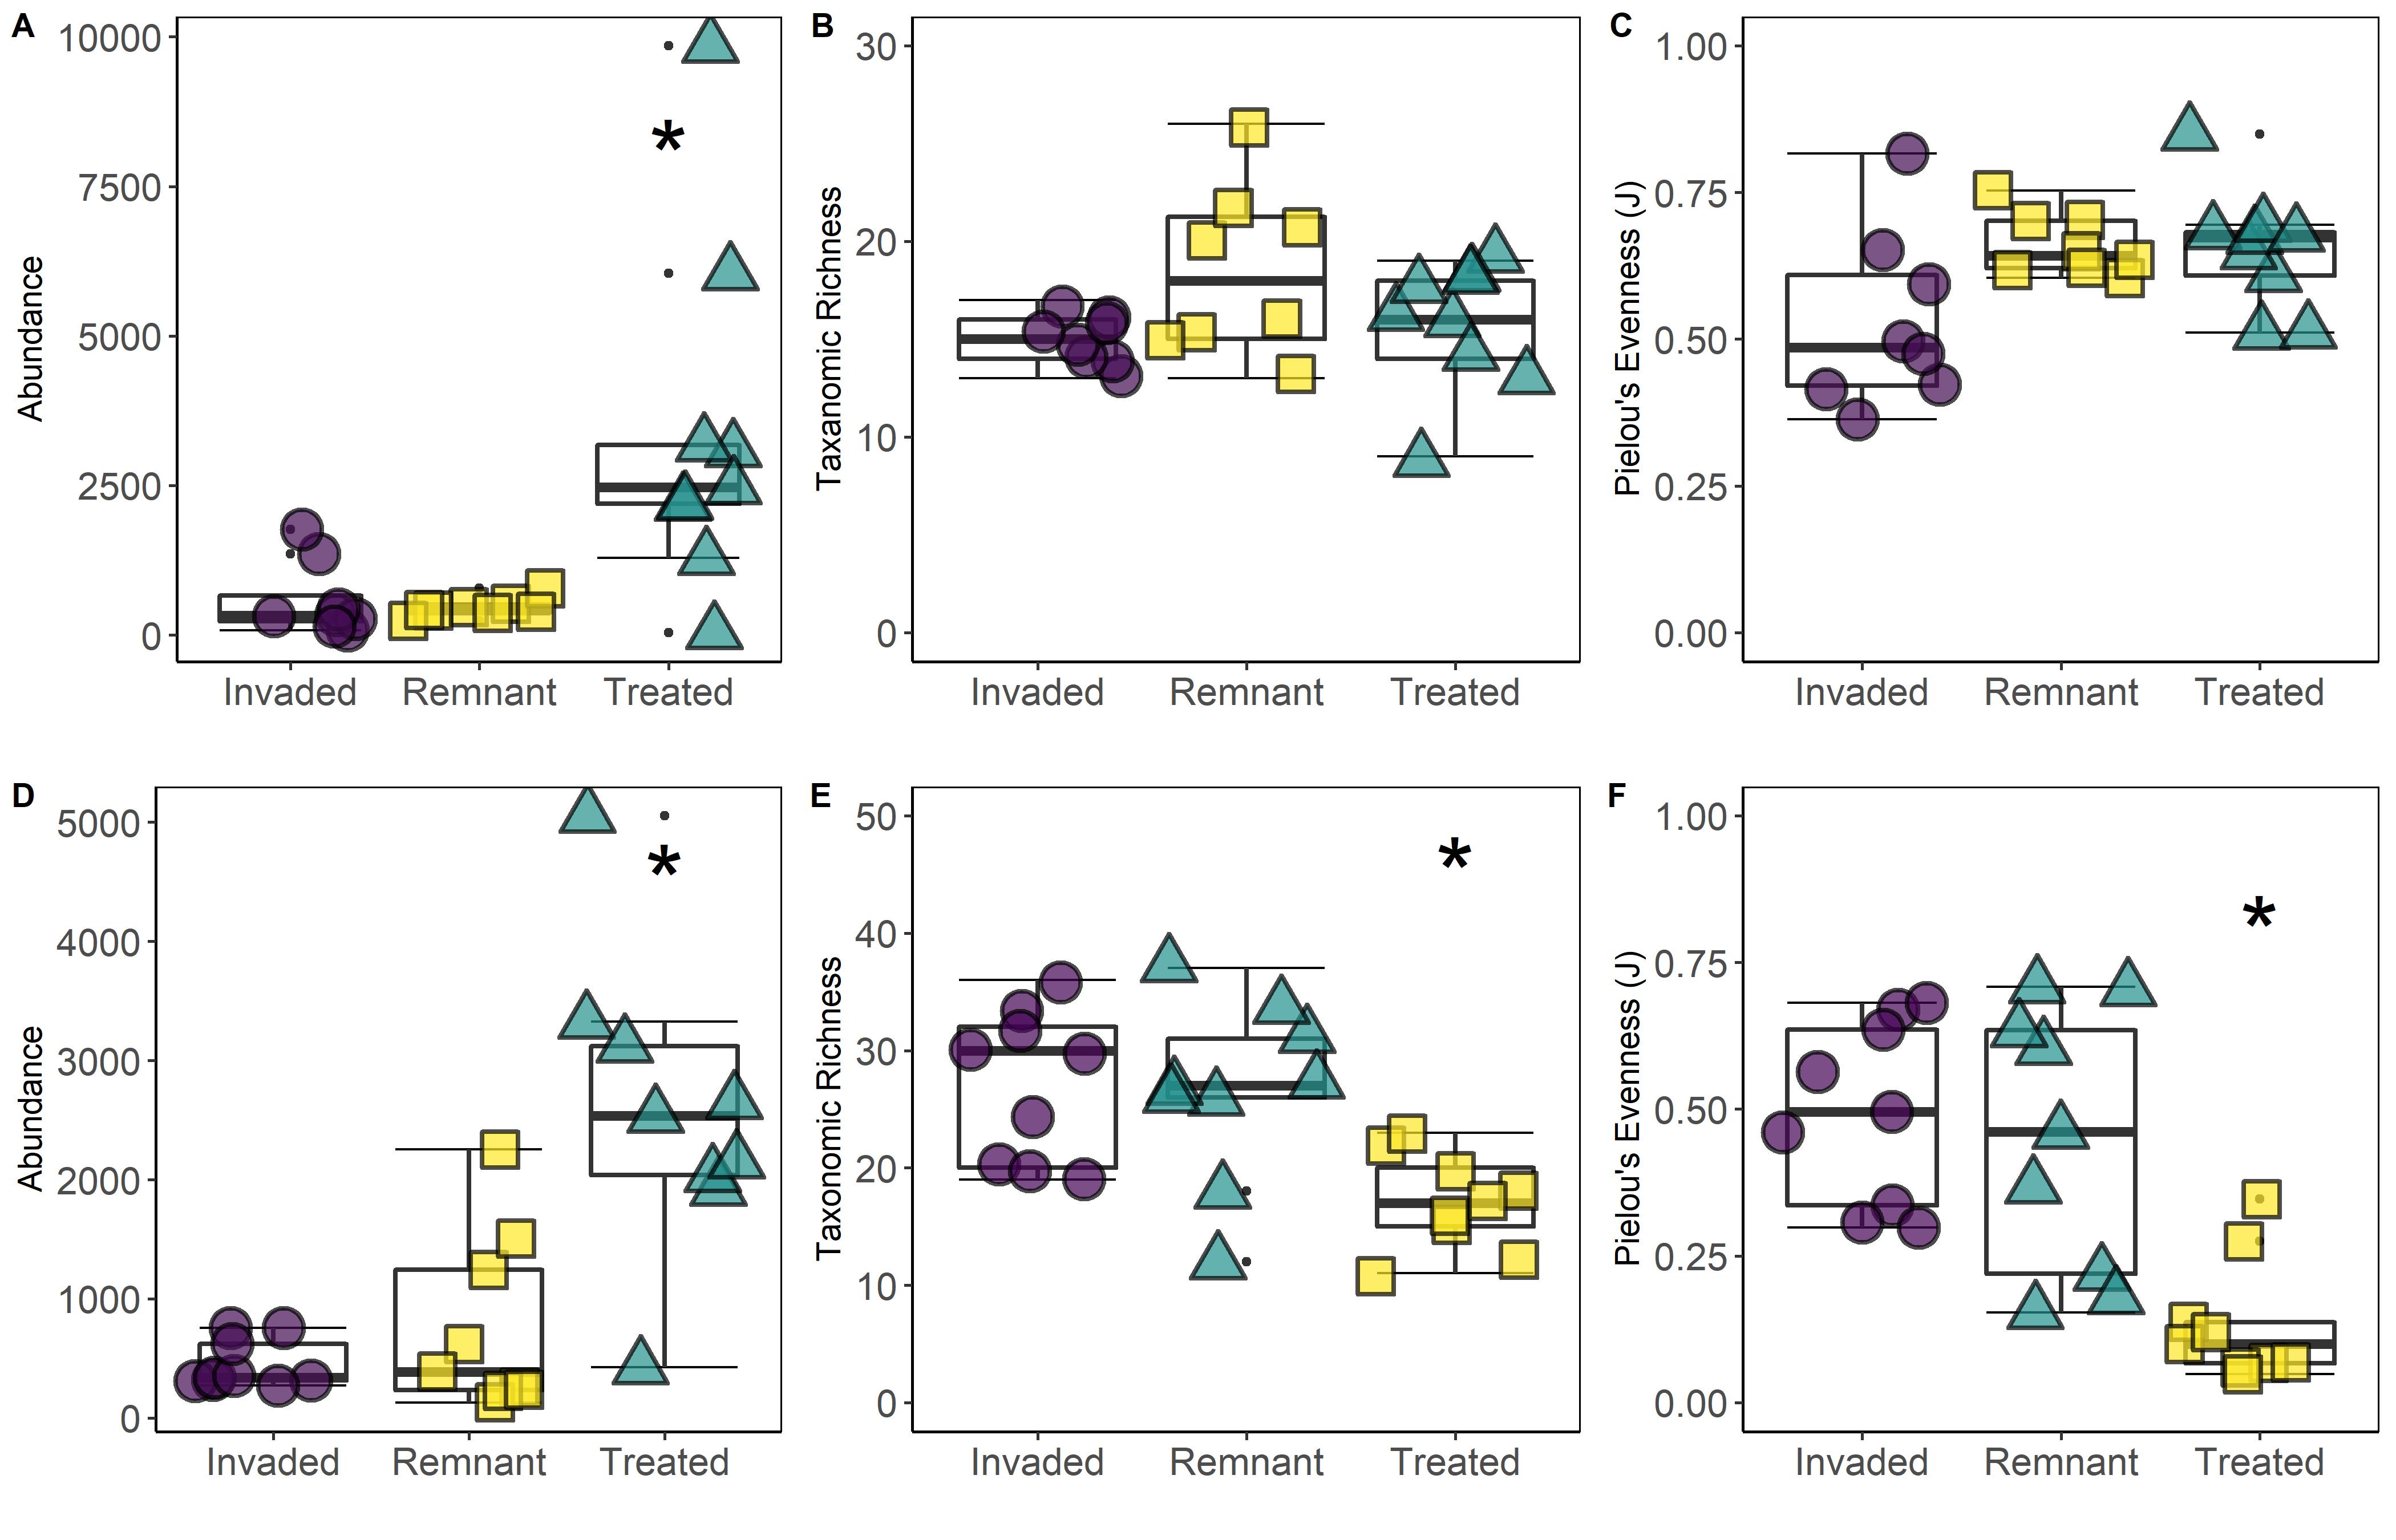 A
Abundance
10000
7500
5000
2500
0
*
Invaded Remnant Treated
B
Taxanomic Richness
30
20
10
0
Invaded Remnant Treated
C
Pielou's Evenness (J)
1.00
0.75
0.50
0.25
0.00
Invaded Remnant Treated
D
Abundance
5000
4000
3000
2000
1000
0
*
Invaded Remnant Treated
E
Taxonomic Richness
50
40
30
20
10
0
*
Invaded Remnant Treated
F
Pielou's Evenness (J)
1.00
0.75
0.50
0.25
0.00
*
Invaded Remnant Treated